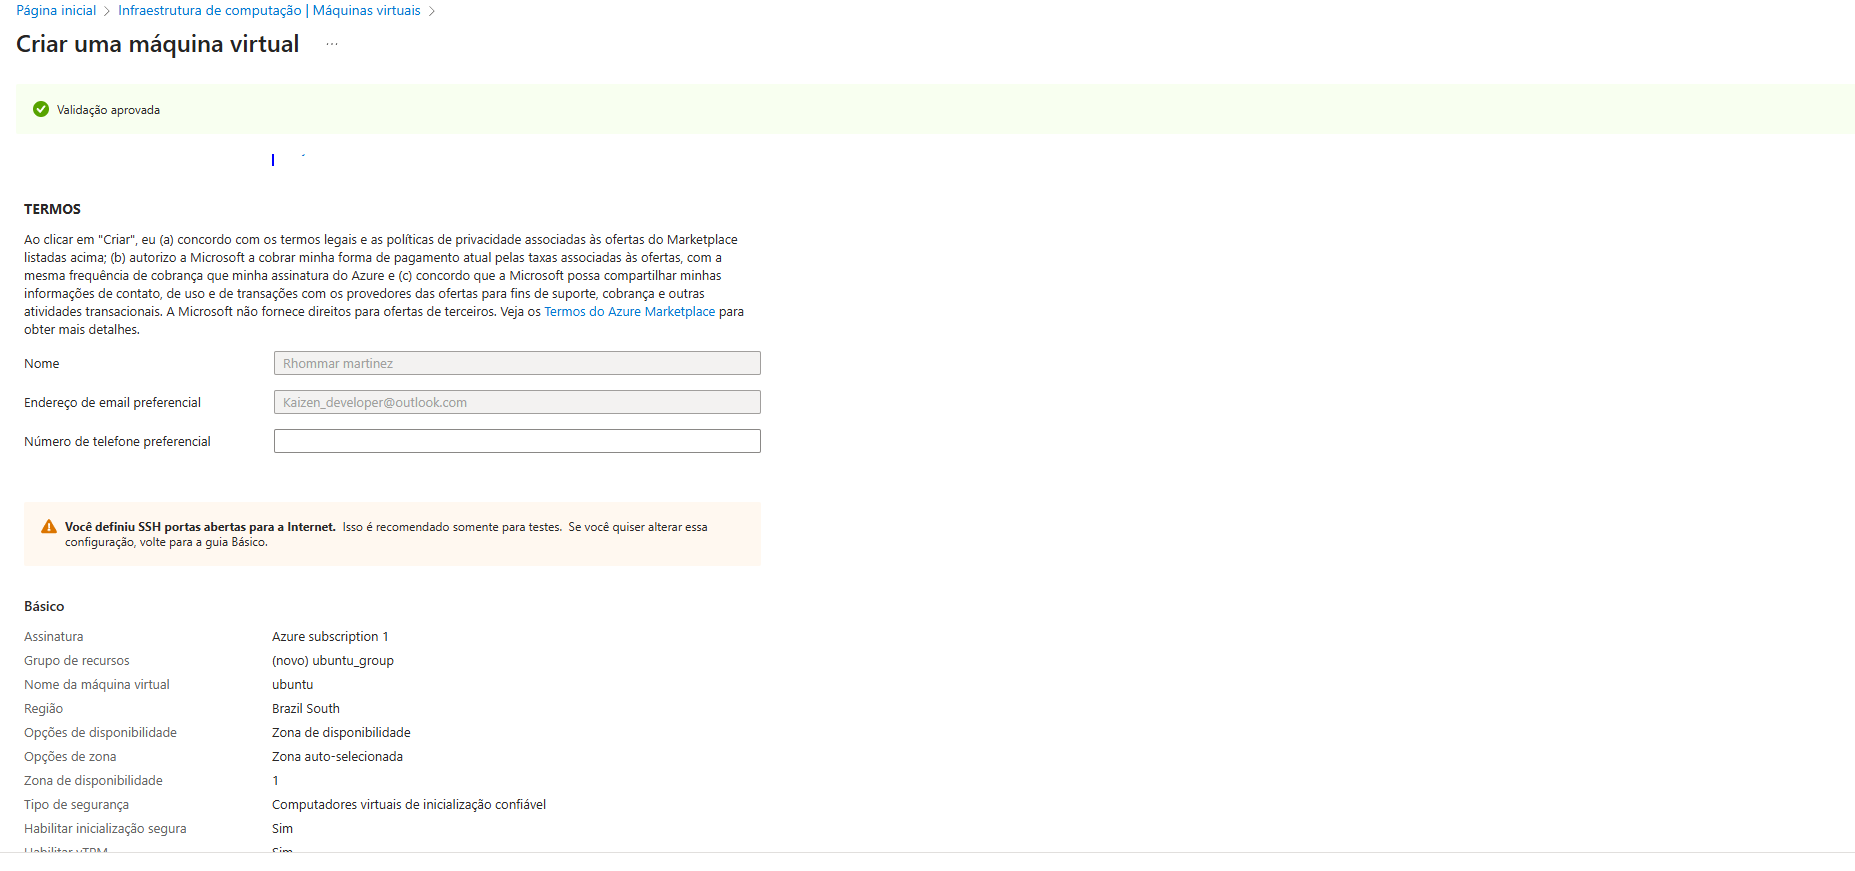 Página inicial > Infraestrutura de computação | Máquinas virtuais >
Criar uma máquina virtual ...
Validação aprovada
TERMOS
Ao clicar em "Criar", eu (a) concordo com os termos legais e as políticas de privacidade associadas às ofertas do Marketplace
listadas acima; (b) autorizo a Microsoft a cobrar minha forma de pagamento atual pelas taxas associadas às ofertas, com a
mesma frequência de cobrança que minha assinatura do Azure e (c) concordo que a Microsoft possa compartilhar minhas
informações de contato, de uso e de transações com os provedores das ofertas para fins de suporte, cobrança e outras
atividades transacionais. A Microsoft não fornece direitos para ofertas de terceiros. Veja os Termos do Azure Marketplace para
obter mais detalhes.
Nome Rhommar martinez
Endereço de email preferencial Kaizen_developer@outlook.com
Número de telefone preferencial
Você definiu SSH portas abertas para a Internet. Isso é recomendado somente para testes. Se você quiser alterar essa
configuração, volte para a guia Básico.
Básico
Assinatura Azure subscription 1
Grupo de recursos (novo) ubuntu_group
Nome da máquina virtual ubuntu
Região Brazil South
Opções de disponibilidade Zona de disponibilidade
Opções de zona Zona auto-selecionada
Zona de disponibilidade 1
Tipo de segurança Computadores virtuais de inicialização confiável
Habilitar inicialização segura Sim
Habilitar vTPM Sim